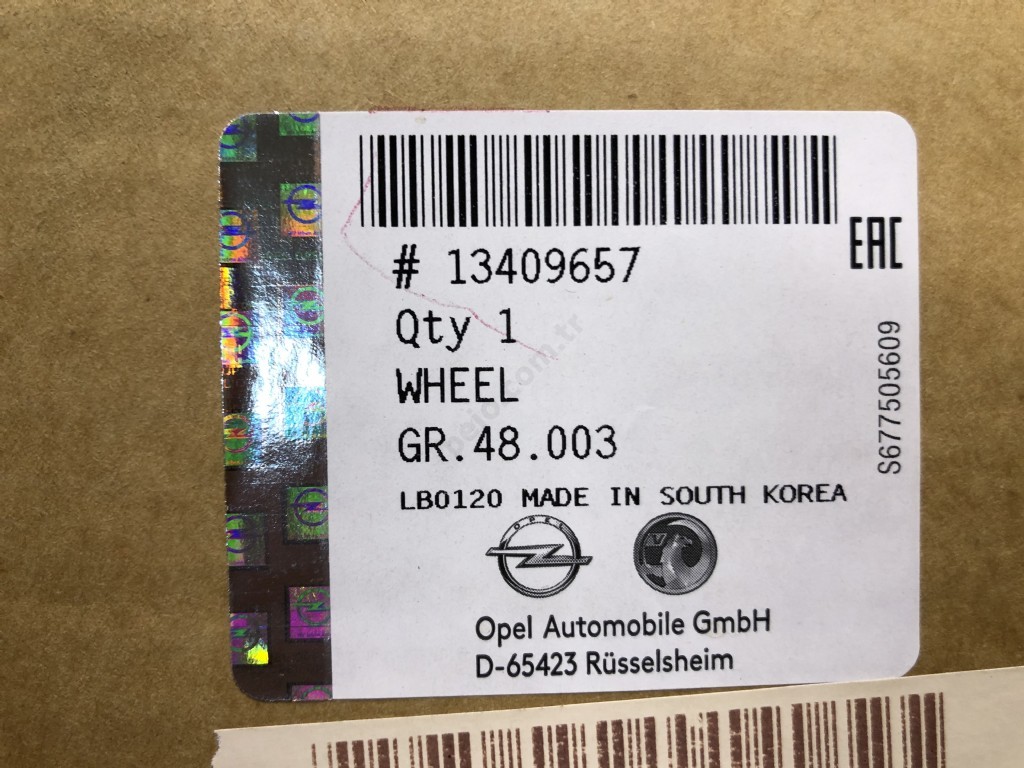 # 13409657
EAC
Qty 1
WHEEL
GR.48.003
S677505609
LB0120 MADE IN SOUTH KOREA
OPEL
V
Opel Automobile GmbH
D-65423 Rüsselsheim